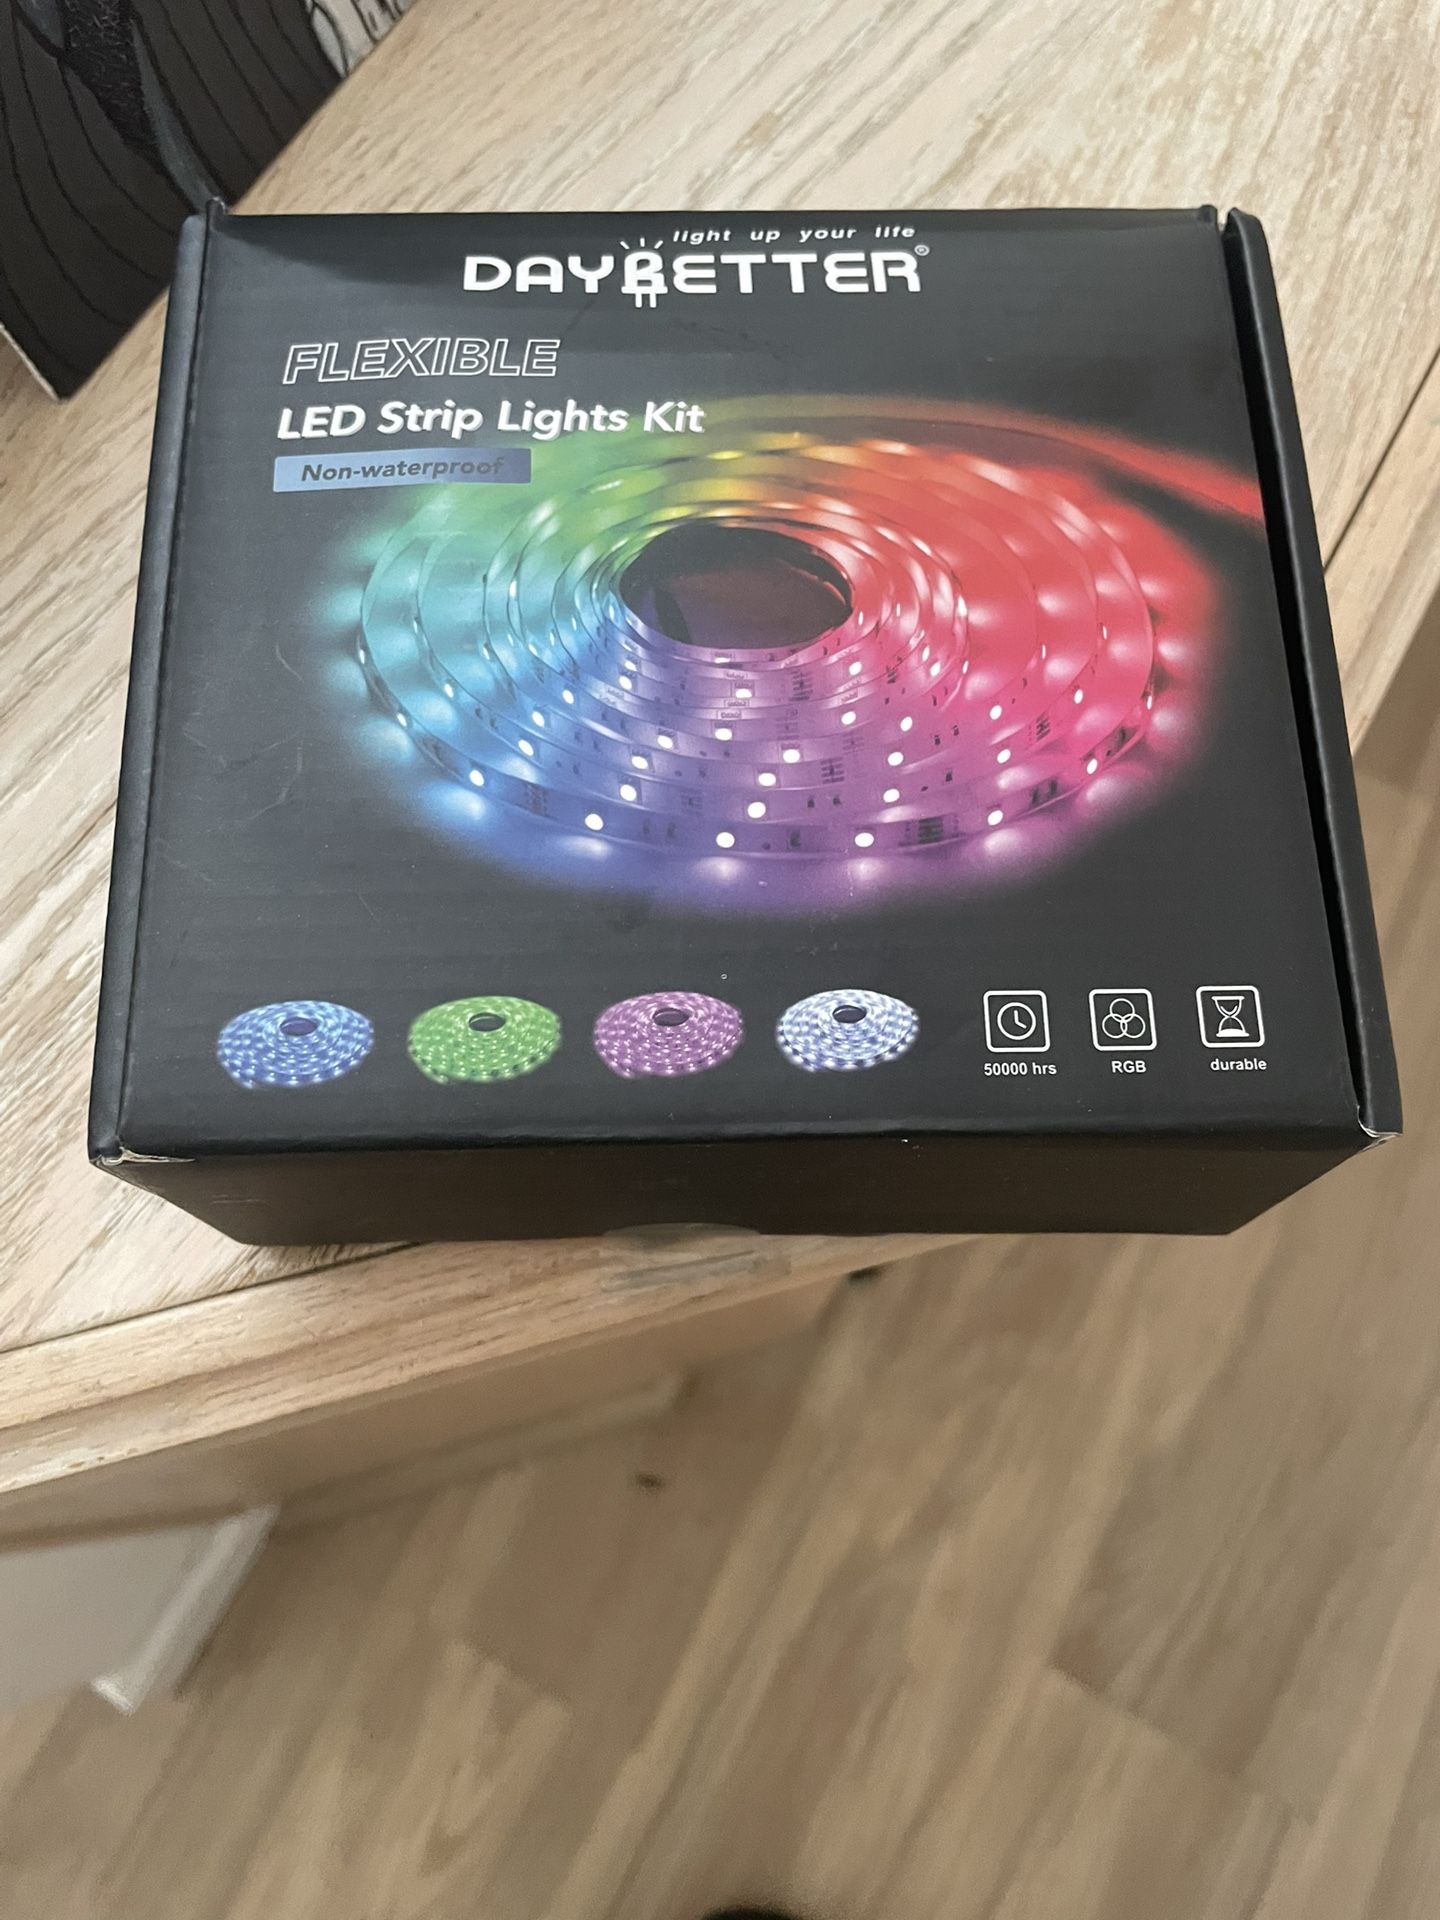 light up your life
DAYBETTER®
FLEXIBLE
LED Strip Lights Kit
Non-waterproof
50000 hrs
RGB
durable